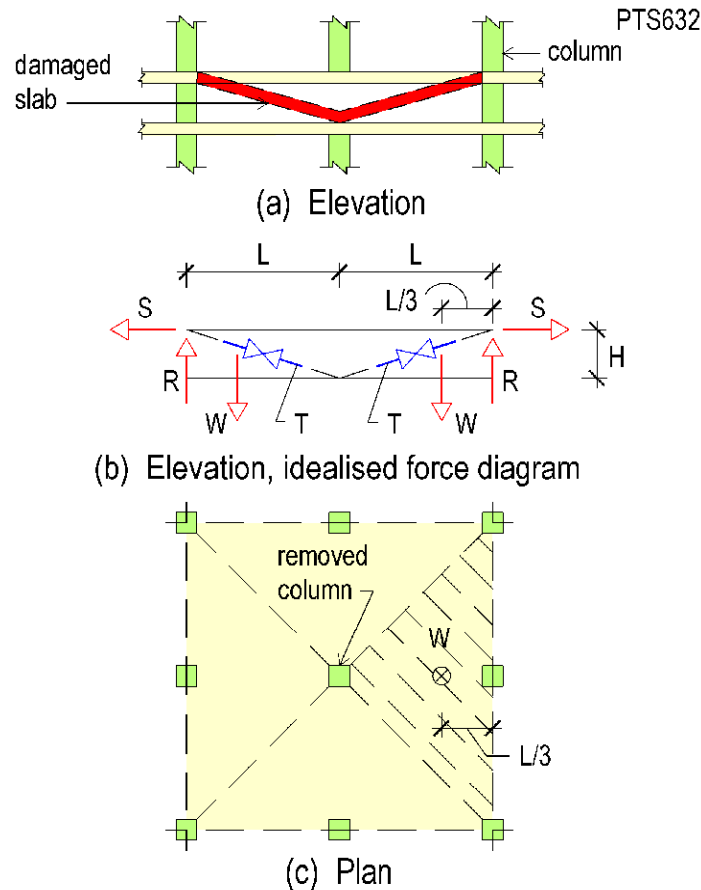 PTS632
column
damaged
slab
(a) Elevation
L L
L/3
S S
H
R R
W T T W
(b) Elevation, idealised force diagram
removed
column
W
L/3
(c) Plan